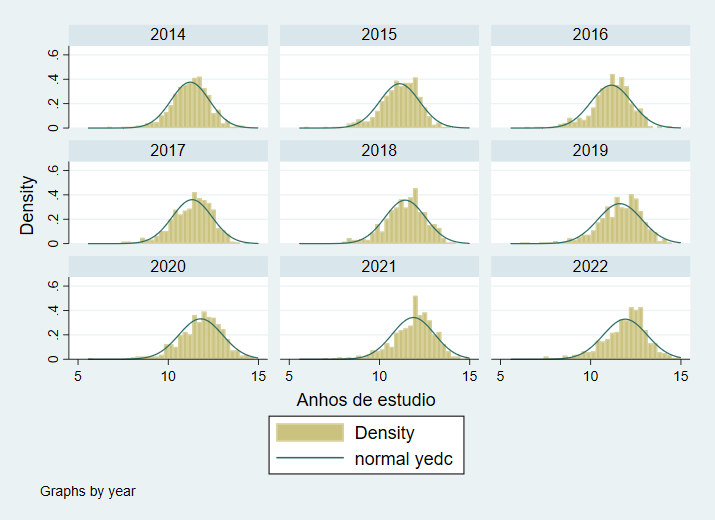 2014 2015 2016
.6
.4
.2
0
2017 2018 2019
.6
.4
.2
0
2020 2021 2022
.6
.4
.2
0
5 10 15 5 10 15 5 10 15
Density
Anhos de estudio
Density
normal yedc
Graphs by year